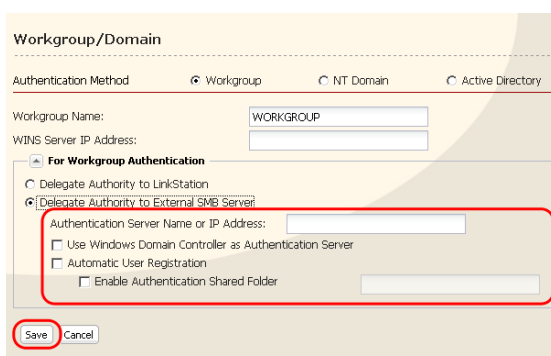 Workgroup/Domain
Authentication Method Workgroup NT Domain Active Directory
Workgroup Name: WORKGROUP
WINS Server IP Address:
For Workgroup Authentication
Delegate Authority to LinkStation
Delegate Authority to External SMB Server
Authentication Server Name or IP Address:
Use Windows Domain Controller as Authentication Server
Automatic User Registration
Enable Authentication Shared Folder
Save Cancel